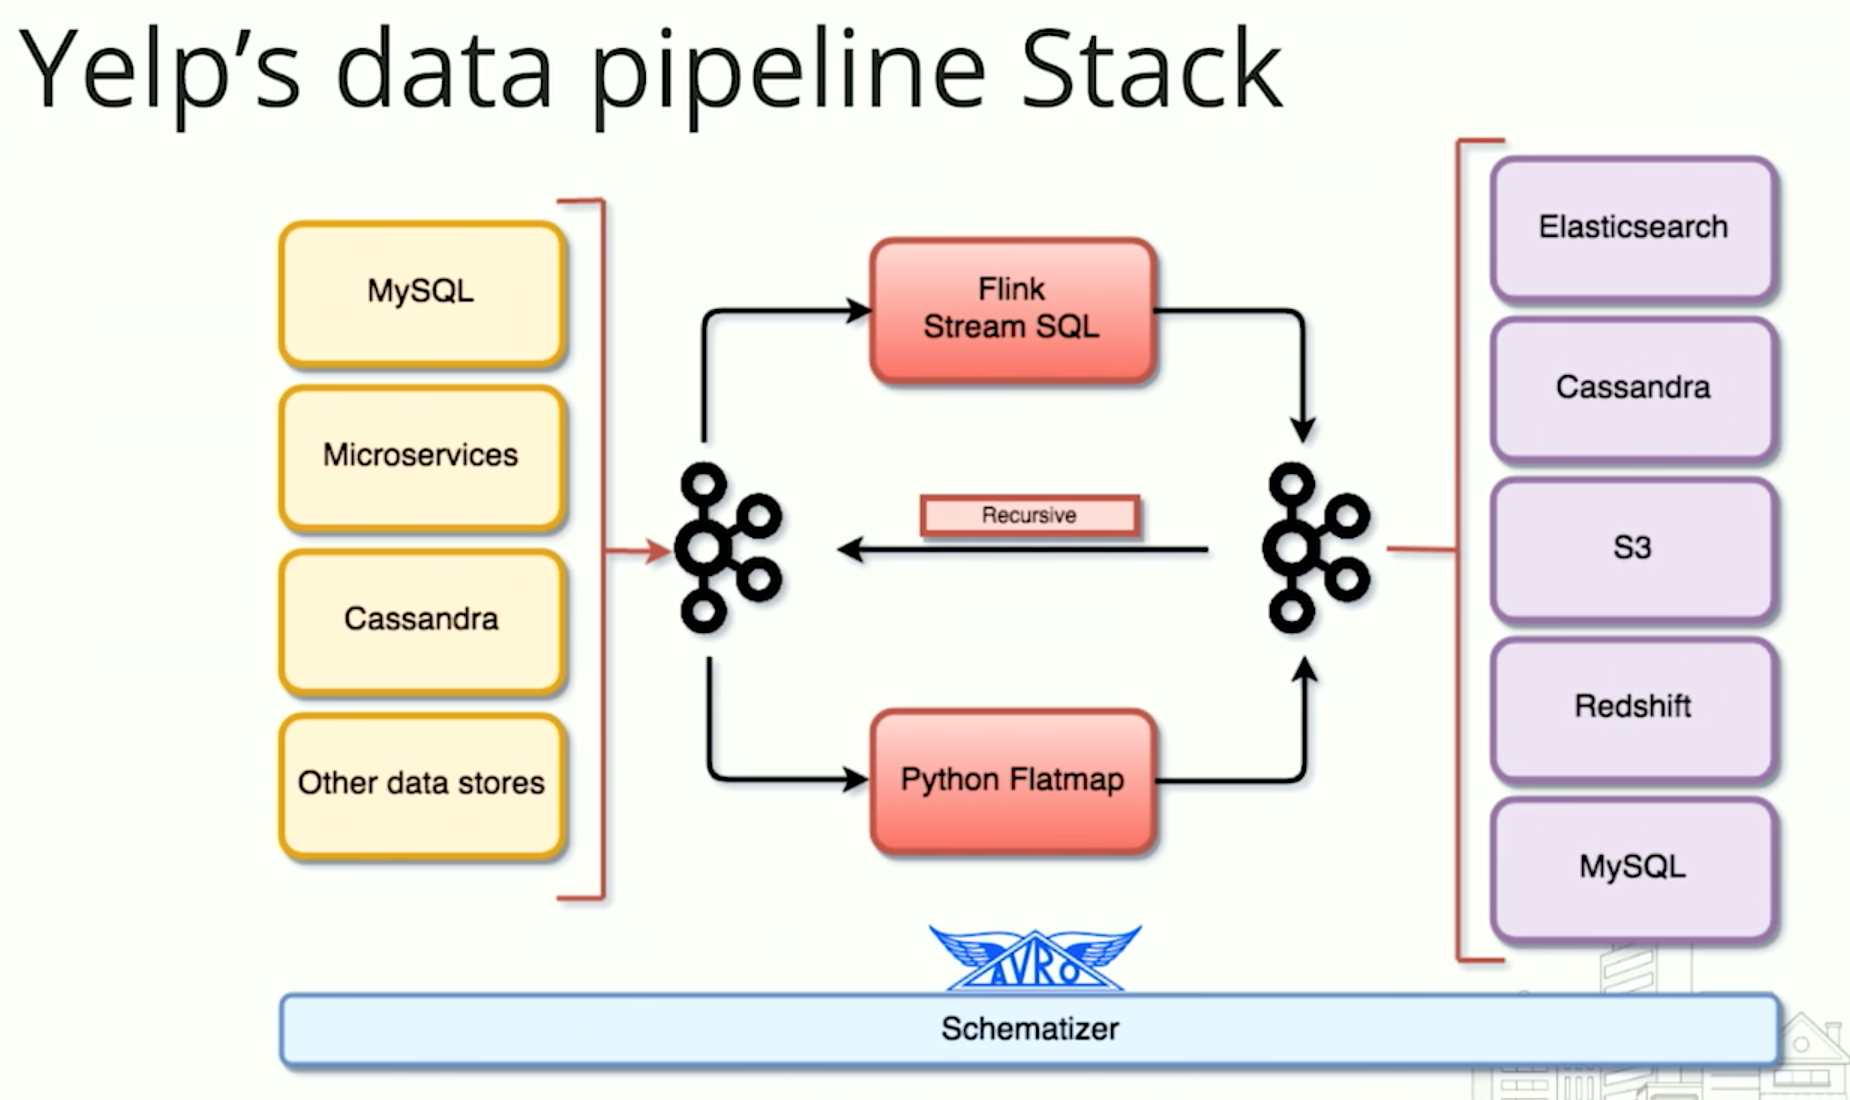 Yelp’s data pipeline Stack
MySQL
Microservices
Cassandra
Other data stores
Flink
Stream SQL
Recursive
Python Flatmap
Elasticsearch
Cassandra
S3
Redshift
MySQL
AVRO
Schematizer